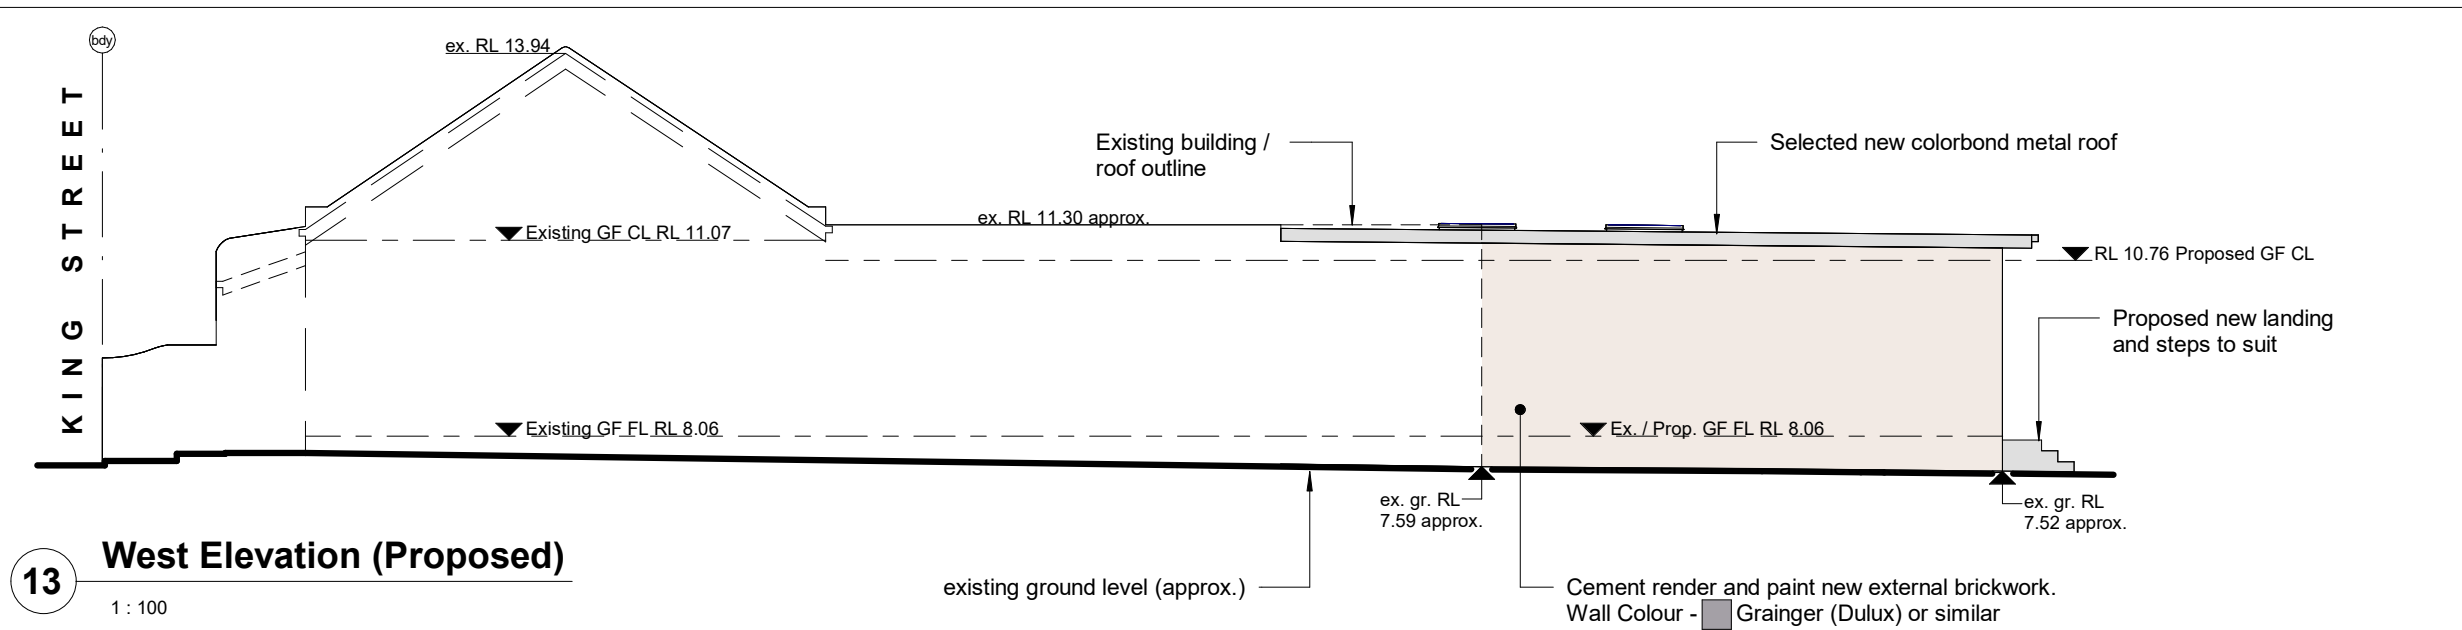 bdy
KING STREET
ex. RL 13.94
Existing building /
roof outline
Selected new colorbond metal roof
ex. RL 11.30 approx.
Existing GF CL RL 11.07
RL 10.76 Proposed GF CL
Proposed new landing
and steps to suit
Existing GF FL RL 8.06
Ex. / Prop. GF FL RL 8.06
ex. gr. RL
7.59 approx.
ex. gr. RL
7.52 approx.
13
West Elevation (Proposed)
1 : 100
existing ground level (approx.)
Cement render and paint new external brickwork.
Wall Colour - Grainger (Dulux) or similar